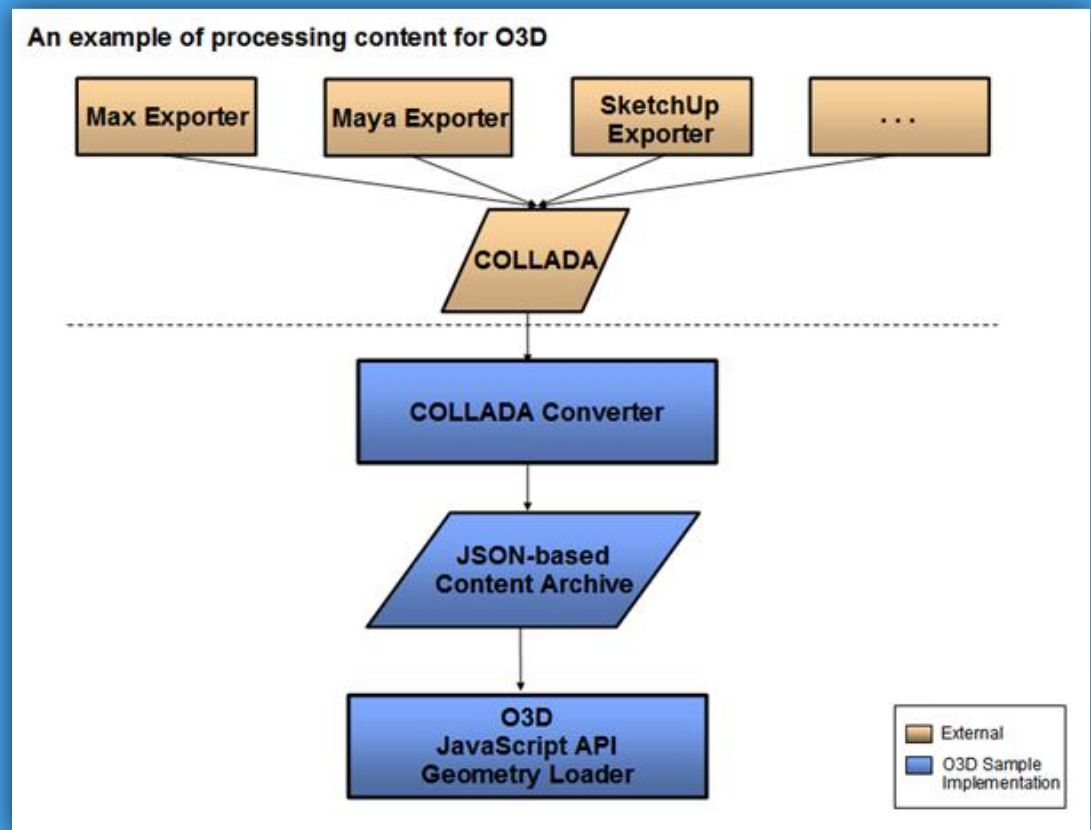 An example of processing content for O3D
Max Exporter
Maya Exporter
SketchUp
Exporter
. . .
COLLADA
COLLADA Converter
JSON-based
Content Archive
O3D
JavaScript API
Geometry Loader
External
O3D Sample
Implementation